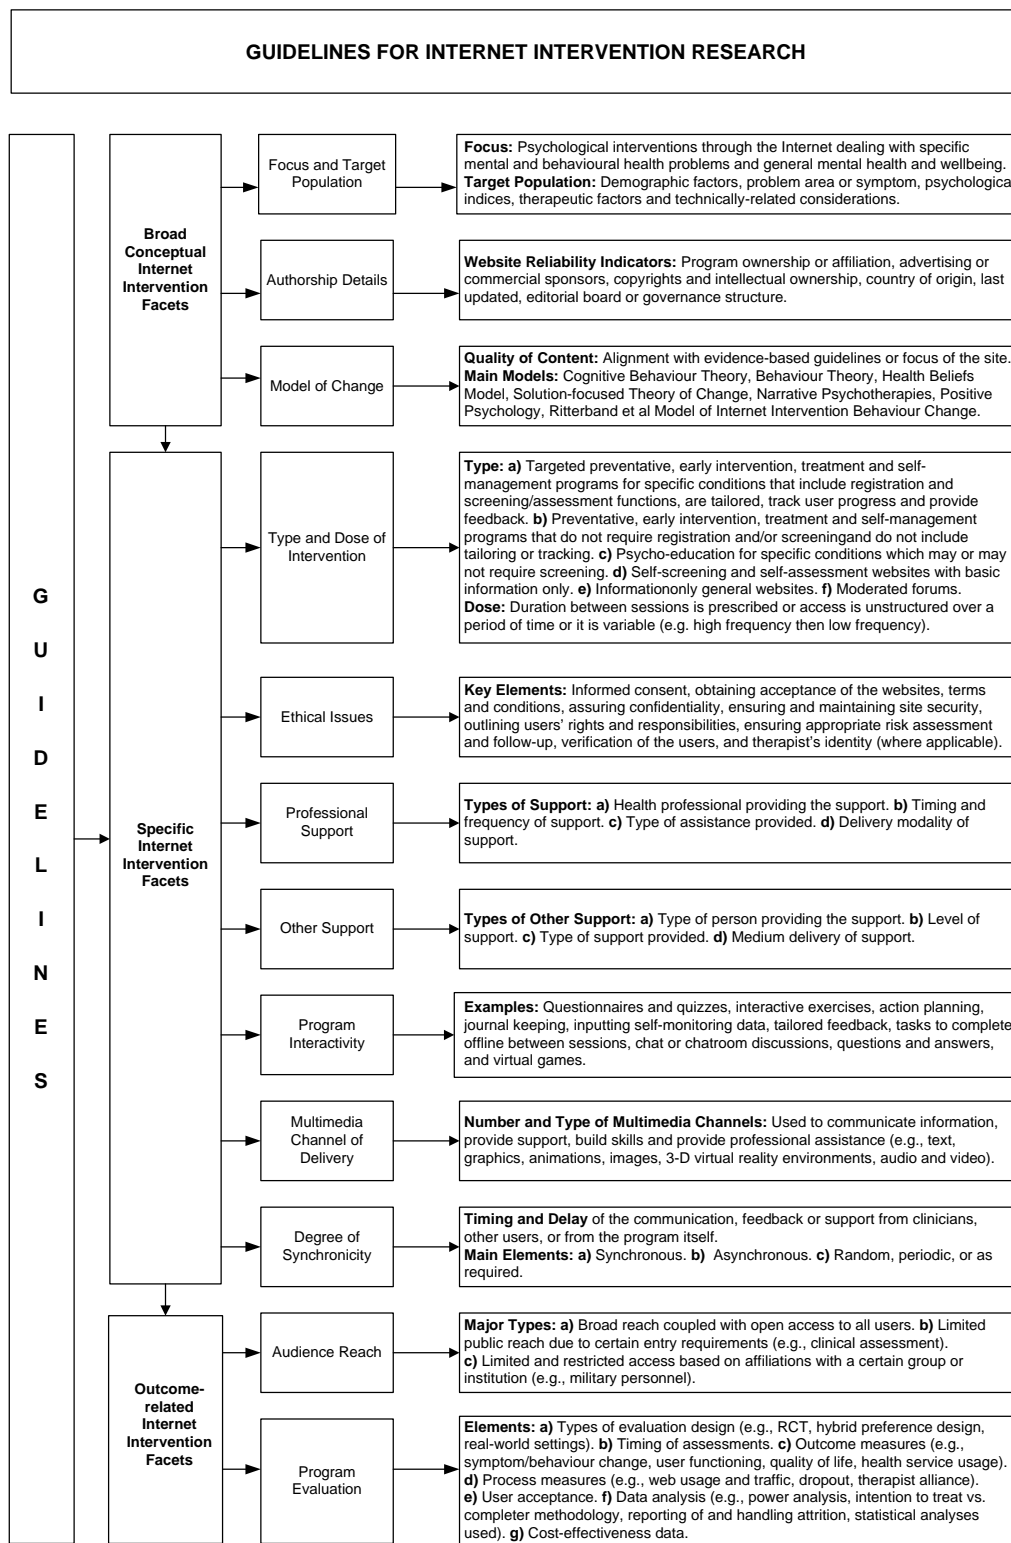 GUIDELINES FOR INTERNET INTERVENTION RESEARCH
G
U
I
D
E
L
I
N
E
S
Broad
Conceptual
Internet
Intervention
Facets
Focus and Target
Population
Focus: Psychological interventions through the Internet dealing with specific
mental and behavioural health problems and general mental health and wellbeing.
Target Population: Demographic factors, problem area or symptom, psychological
indices, therapeutic factors and technically-related considerations.
Authorship Details
Website Reliability Indicators: Program ownership or affiliation, advertising or
commercial sponsors, copyrights and intellectual ownership, country of origin, last
updated, editorial board or governance structure.
Model of Change
Quality of Content: Alignment with evidence-based guidelines or focus of the site.
Main Models: Cognitive Behaviour Theory, Behaviour Theory, Health Beliefs
Model, Solution-focused Theory of Change, Narrative Psychotherapies, Positive
Psychology, Ritterband et al Model of Internet Intervention Behaviour Change.
Specific
Internet
Intervention
Facets
Type and Dose of
Intervention
Type: a) Targeted preventative, early intervention, treatment and self-
management programs for specific conditions that include registration and
screening/assessment functions, are tailored, track user progress and provide
feedback. b) Preventative, early intervention, treatment and self-management
programs that do not require registration and/or screeningand do not include
tailoring or tracking. c) Psycho-education for specific conditions which may or may
not require screening. d) Self-screening and self-assessment websites with basic
information only. e) Informationonly general websites. f) Moderated forums.
Dose: Duration between sessions is prescribed or access is unstructured over a
period of time or it is variable (e.g. high frequency then low frequency).
Ethical Issues
Key Elements: Informed consent, obtaining acceptance of the websites, terms
and conditions, assuring confidentiality, ensuring and maintaining site security,
outlining users' rights and responsibilities, ensuring appropriate risk assessment
and follow-up, verification of the users, and therapist's identity (where applicable).
Professional
Support
Types of Support: a) Health professional providing the support. b) Timing and
frequency of support. c) Type of assistance provided. d) Delivery modality of
support.
Other Support
Types of Other Support: a) Type of person providing the support. b) Level of
support. c) Type of support provided. d) Medium delivery of support.
Program
Interactivity
Examples: Questionnaires and quizzes, interactive exercises, action planning,
journal keeping, inputting self-monitoring data, tailored feedback, tasks to complete
offline between sessions, chat or chatroom discussions, questions and answers,
and virtual games.
Multimedia
Channel of
Delivery
Number and Type of Multimedia Channels: Used to communicate information,
provide support, build skills and provide professional assistance (e.g., text,
graphics, animations, images, 3-D virtual reality environments, audio and video).
Degree of
Synchronicity
Timing and Delay of the communication, feedback or support from clinicians,
other users, or from the program itself.
Main Elements: a) Synchronous. b) Asynchronous. c) Random, periodic, or as
required.
Outcome-
related
Internet
Intervention
Facets
Audience Reach
Major Types: a) Broad reach coupled with open access to all users. b) Limited
public reach due to certain entry requirements (e.g., clinical assessment).
c) Limited and restricted access based on affiliations with a certain group or
institution (e.g., military personnel).
Program
Evaluation
Elements: a) Types of evaluation design (e.g., RCT, hybrid preference design,
real-world settings). b) Timing of assessments. c) Outcome measures (e.g.,
symptom/behaviour change, user functioning, quality of life, health service usage).
d) Process measures (e.g., web usage and traffic, dropout, therapist alliance).
e) User acceptance. f) Data analysis (e.g., power analysis, intention to treat vs.
completer methodology, reporting of and handling attrition, statistical analyses
used). g) Cost-effectiveness data.